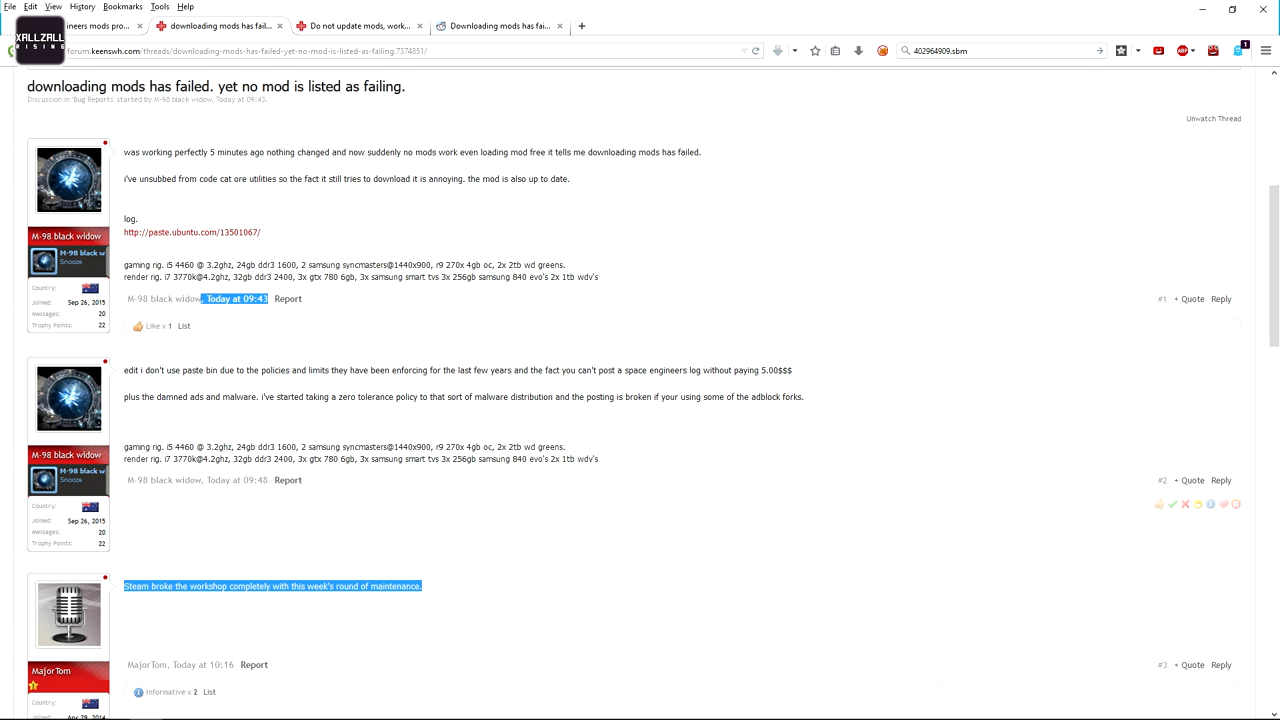 File Edit View History Bookmarks Tools Help
ineers mods pro... × downloading mods has fail... × Do not update mods, work... × Downloading mods has fai... × +
XALLZALL
RISING
forum.keenswh.com/threads/downloading-mods-has-failed-yet-no-mod-is-listed-as-failing.7374851/
402964909.sbm
ABP
1
downloading mods has failed. yet no mod is listed as failing.
Discussion in 'Bug Reports' started by M-98 black widow, Today at 09:43.
Unwatch Thread
was working perfectly 5 minutes ago nothing changed and now suddenly no mods work even loading mod free it tells me downloading mods has failed.
i've unsubbed from code cat ore utilities so the fact it still tries to download it is annoying. the mod is also up to date.
log.
http://paste.ubuntu.com/13501067/
M-98 black widow
M-98 black w
Snooze
Country:
Joined: Sep 26, 2015
Messages: 20
Trophy Points: 22
gaming rig. i5 4460 @ 3.2ghz, 24gb ddr3 1600, 2 samsung syncmasters@1440x900, r9 270x 4gb oc, 2x 2tb wd greens.
render rig. i7 3770k@4.2ghz, 32gb ddr3 2400, 3x gtx 780 6gb, 3x samsung smart tvs 3x 256gb samsung 840 evo's 2x 1tb wdv's
M-98 black widow, Today at 09:43 Report #1 + Quote Reply
Like x 1 List
edit i don't use paste bin due to the policies and limits they have been enforcing for the last few years and the fact you can't post a space engineers log without paying 5.00$$$
plus the damned ads and malware. i've started taking a zero tolerance policy to that sort of malware distribution and the posting is broken if your using some of the adblock forks.
M-98 black widow
M-98 black w
Snooze
Country:
Joined: Sep 26, 2015
Messages: 20
Trophy Points: 22
gaming rig. i5 4460 @ 3.2ghz, 24gb ddr3 1600, 2 samsung syncmasters@1440x900, r9 270x 4gb oc, 2x 2tb wd greens.
render rig. i7 3770k@4.2ghz, 32gb ddr3 2400, 3x gtx 780 6gb, 3x samsung smart tvs 3x 256gb samsung 840 evo's 2x 1tb wdv's
M-98 black widow, Today at 09:48 Report #2 + Quote Reply
Steam broke the workshop completely with this week's round of maintenance.
MajorTom
Country:
Joined: Apr 29, 2014
MajorTom, Today at 10:16 Report #3 + Quote Reply
Informative x 2 List